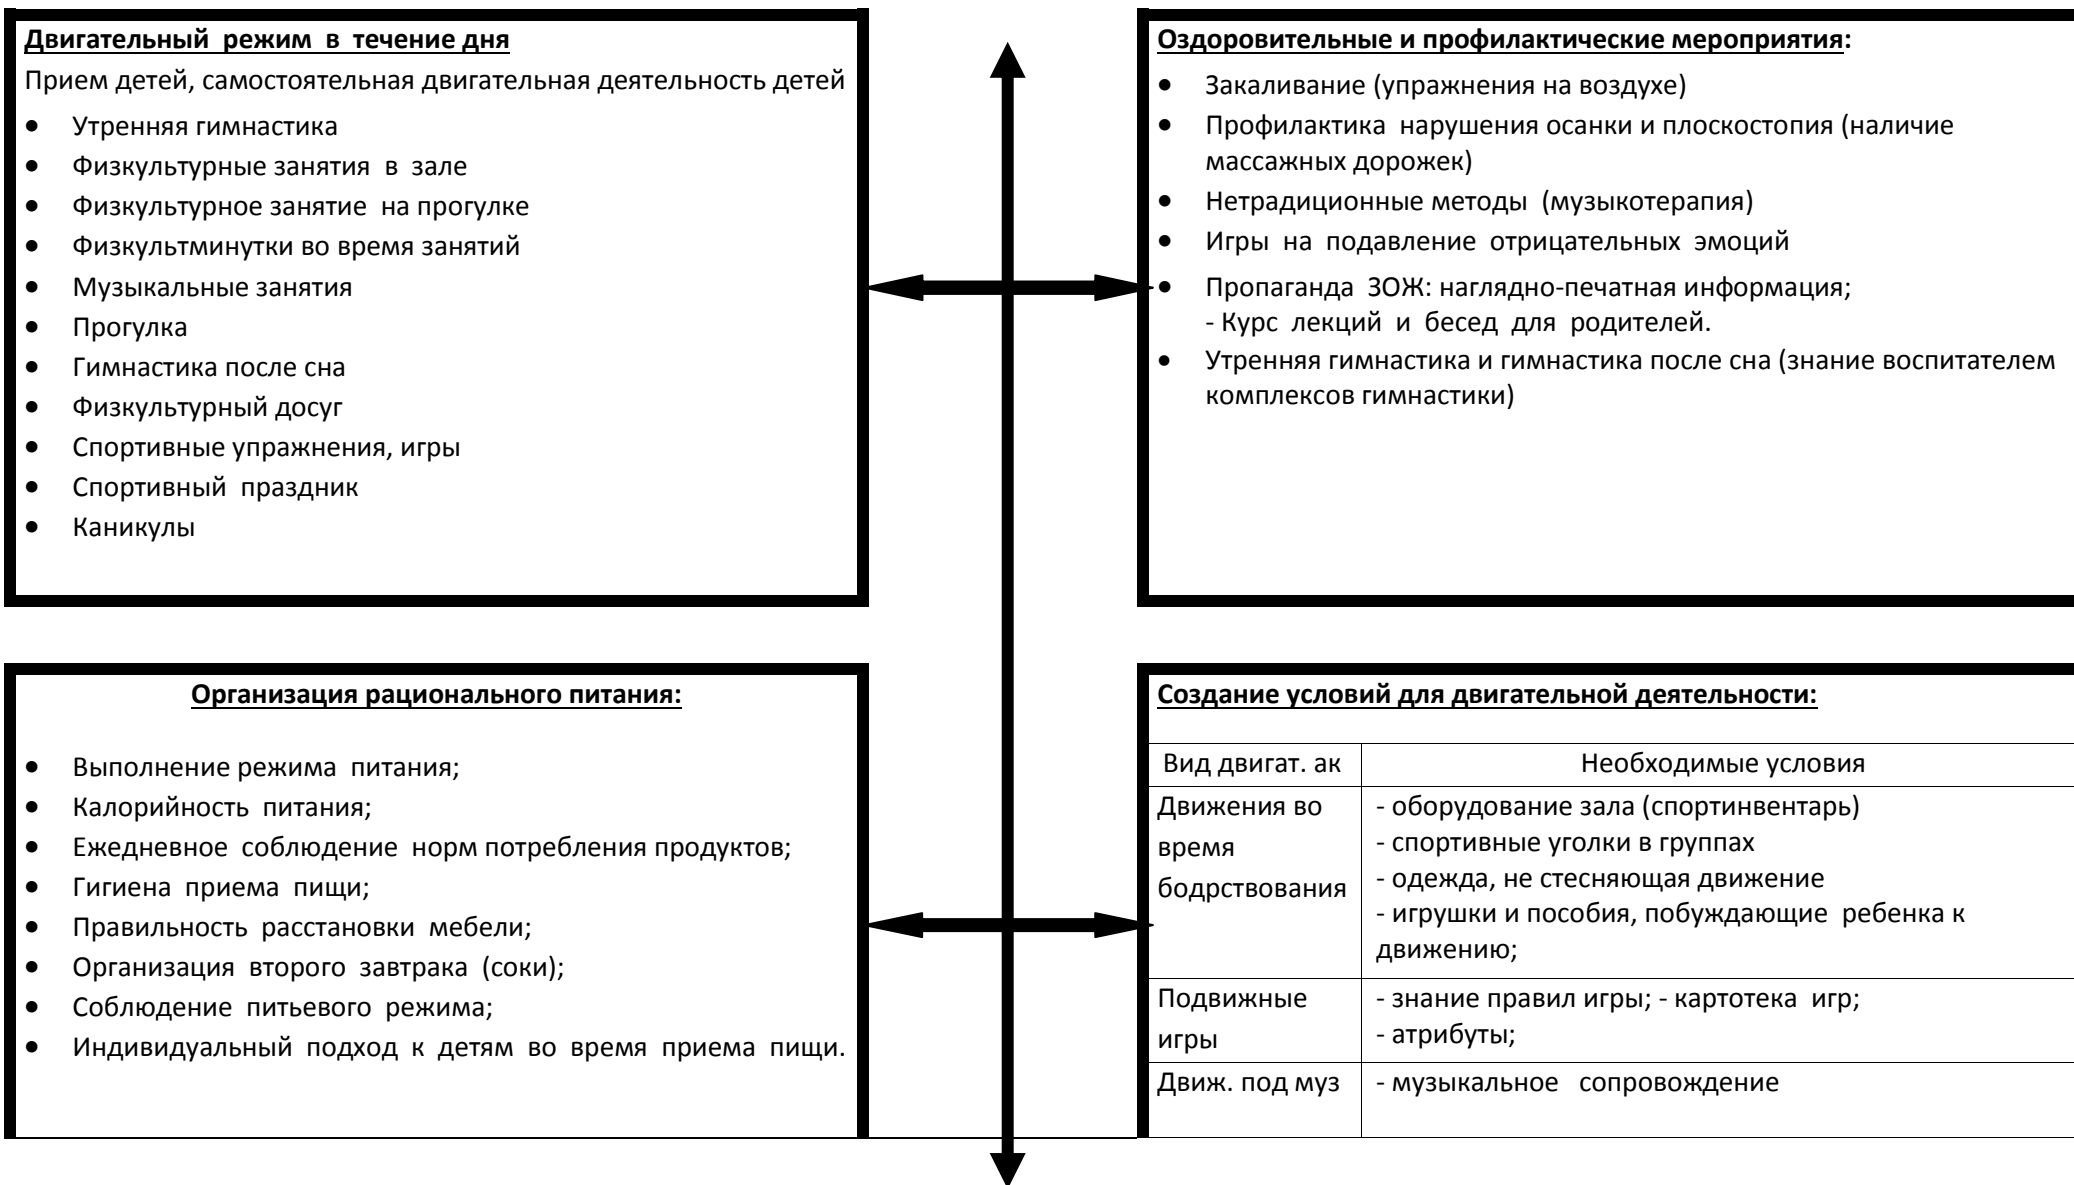 Двигательный режим в течение дня
Прием детей, самостоятельная двигательная деятельность детей
• Утренняя гимнастика
• Физкультурные занятия в зале
• Физкультурное занятие на прогулке
• Физкультминутки во время занятий
• Музыкальные занятия
• Прогулка
• Гимнастика после сна
• Физкультурный досуг
• Спортивные упражнения, игры
• Спортивный праздник
• Каникулы
Оздоровительные и профилактические мероприятия:
• Закаливание (упражнения на воздухе)
• Профилактика нарушения осанки и плоскостопия (наличие
массажных дорожек)
• Нетрадиционные методы (музыкотерапия)
• Игры на подавление отрицательных эмоций
• Пропаганда ЗОЖ: наглядно-печатная информация;
- Курс лекций и бесед для родителей.
• Утренняя гимнастика и гимнастика после сна (знание воспитателем
комплексов гимнастики)
Организация рационального питания:
• Выполнение режима питания;
• Калорийность питания;
• Ежедневное соблюдение норм потребления продуктов;
• Гигиена приема пищи;
• Правильность расстановки мебели;
• Организация второго завтрака (соки);
• Соблюдение питьевого режима;
• Индивидуальный подход к детям во время приема пищи.
Создание условий для двигательной деятельности:
Вид двигат. ак
Необходимые условия
Движения во
время
бодрствования
- оборудование зала (спортинвентарь)
- спортивные уголки в группах
- одежда, не стесняющая движение
- игрушки и пособия, побуждающие ребенка к
движению;
Подвижные
игры
- знание правил игры; - картотека игр;
- атрибуты;
Движ. под муз
- музыкальное сопровождение